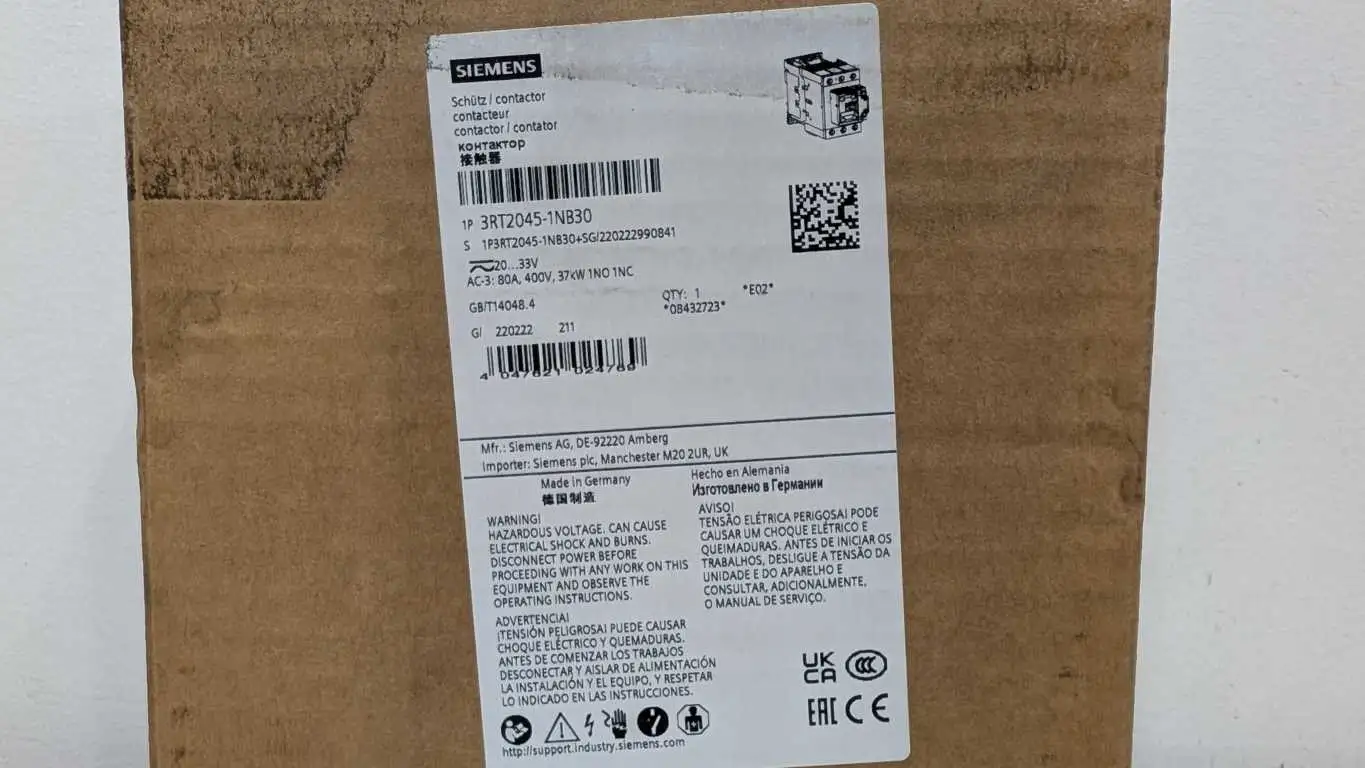 SIEMENS
Schütz / contactor
contacteur
contactor / contator
контактор
接触器
1P 3RT2045-1NB30
S 1P3RT2045-1NB30+SG/220222990841
20...33V
AC-3: 80A, 400V, 37kW 1NO 1NC
GB/T14048.4
QTY: 1 *E02*
*08432723*
G/ 220222 211
Mfr.: Siemens AG, DE-92220 Amberg
Importer: Siemens plc, Manchester M20 2UR, UK
Made in Germany
德国制造
Hecho en Alemania
Изготовлено в Германии
WARNING!
HAZARDOUS VOLTAGE. CAN CAUSE
ELECTRICAL SHOCK AND BURNS.
DISCONNECT POWER BEFORE
PROCEEDING WITH ANY WORK ON THIS
EQUIPMENT AND OBSERVE THE
OPERATING INSTRUCTIONS.
ADVERTENCIA!
¡TENSIÓN PELIGROSA! PUEDE CAUSAR
CHOQUE ELÉCTRICO Y QUEMADURAS.
ANTES DE COMENZAR LOS TRABAJOS
DESCONECTAR Y AISLAR DE ALIMENTACIÓN
LA INSTALACIÓN Y EL EQUIPO, Y RESPETAR
LO INDICADO EN LAS INSTRUCCIONES.
AVISO!
TENSÃO ELÉTRICA PERIGOSA! PODE
CAUSAR UM CHOQUE ELÉTRICO E
QUEIMADURAS. ANTES DE INICIAR OS
TRABALHOS, DESLIGUE A TENSÃO DA
UNIDADE E DO APARELHO E
CONSULTAR, ADICIONALMENTE,
O MANUAL DE SERVIÇO.
UK
CA
CCC
EAC CE
http://support.industry.siemens.com